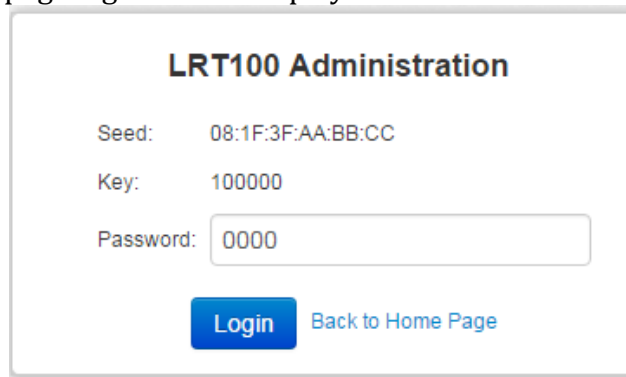 LRT100 Administration
Seed: 08:1F:3F:AA:BB:CC
Key: 100000
Password: 0000
Login Back to Home Page